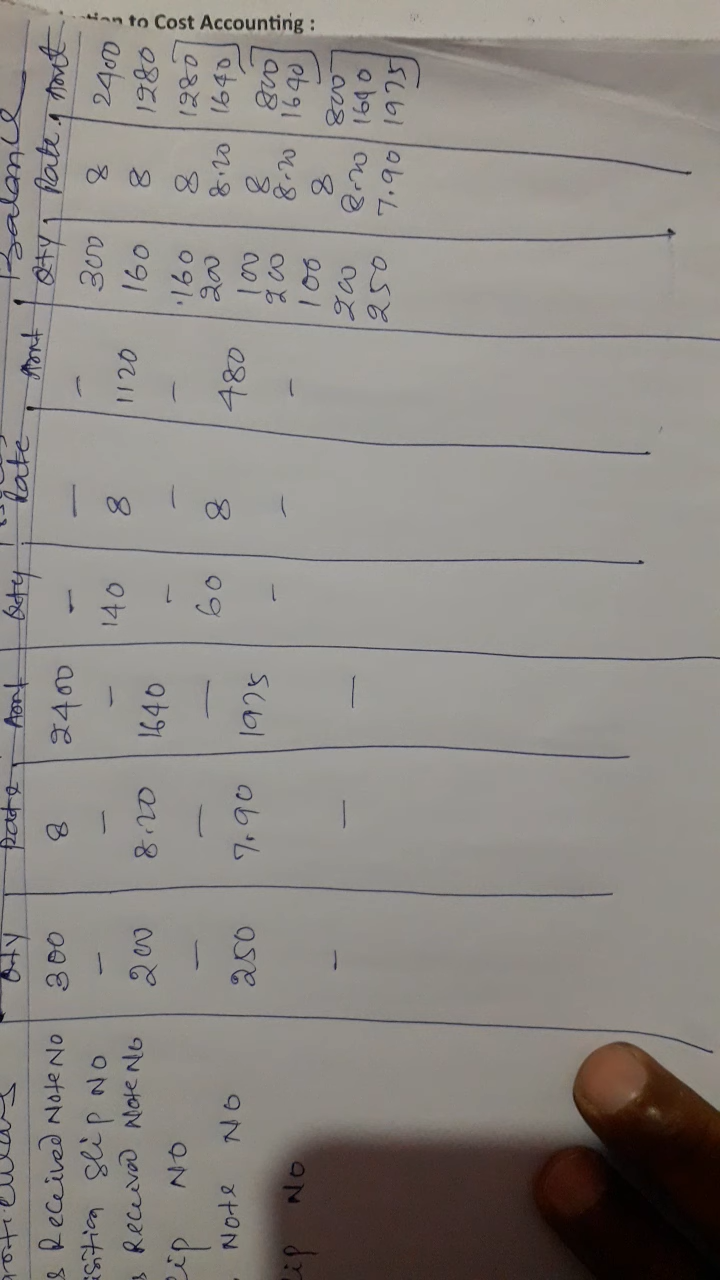 to Cost Accounting :
Balance
Qty Rate Amt Qty Rate Amt Qty Rate Amt
Received Note No 300 8 2400 — — — 300 8 2400
Slip No — — — 140 8 1120 160 8 1280
Received Note No 200 8.20 1640 — — — 160 8 1280
200 8.20 1640
No — — — 60 8 480 100 8 800
200 8.20 1640
Note No 250 7.90 1975 — — — 100 8 800
200 8.20 1640
250 7.90 1975
No — — —